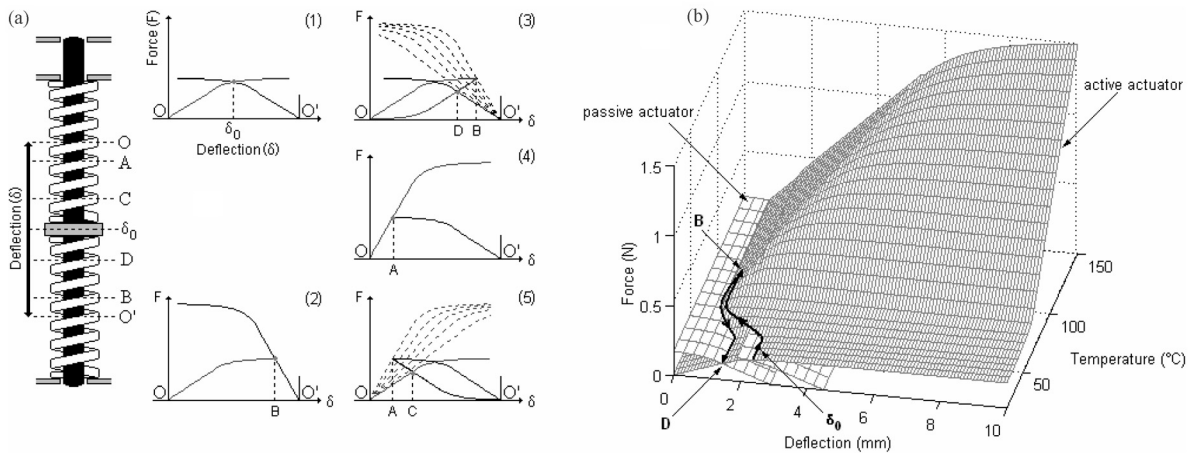 (a)
O
A
C
δ0
D
B
O'
Deflection (δ)
(1)
Force (F)
O
O'
δ0
Deflection (δ)
(2)
F
O
O'
B
δ
(3)
F
O
O'
D
B
δ
(4)
F
O
O'
A
δ
(5)
F
O
O'
A
C
δ
(b)
passive actuator
active actuator
B
D
δ0
Force (N)
1.5
1
0.5
0
0
2
4
6
8
10
Deflection (mm)
50
100
150
Temperature (°C)